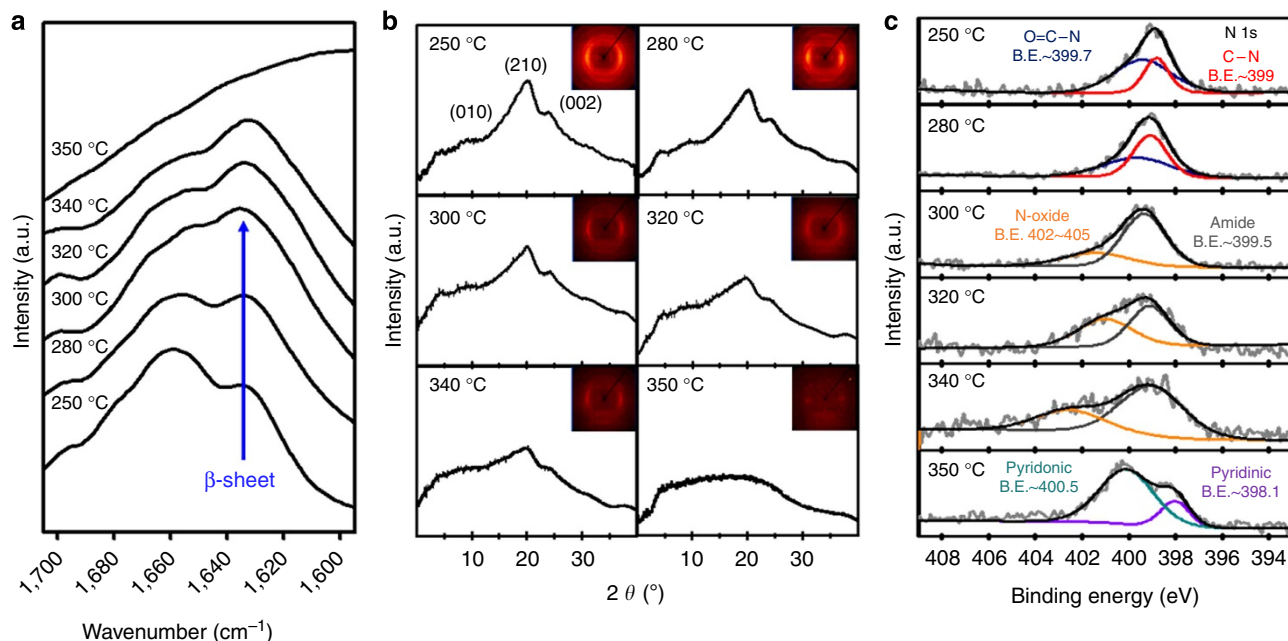 a
Intensity (a.u.)
350 °C
340 °C
320 °C
300 °C
280 °C
250 °C
β-sheet
1,700
1,680
1,660
1,640
1,620
1,600
Wavenumber (cm⁻¹)
b
Intensity (a.u.)
250 °C
(010)
(210)
(002)
280 °C
300 °C
320 °C
340 °C
350 °C
10 20 30 10 20 30
2 θ (°)
c
Intensity (a.u.)
250 °C
O=C–N
B.E.~399.7
N 1s
C–N
B.E.~399
280 °C
300 °C
N-oxide
B.E. 402~405
Amide
B.E.~399.5
320 °C
340 °C
350 °C
Pyridonic
B.E.~400.5
Pyridinic
B.E.~398.1
408 406 404 402 400 398 396 394
Binding energy (eV)